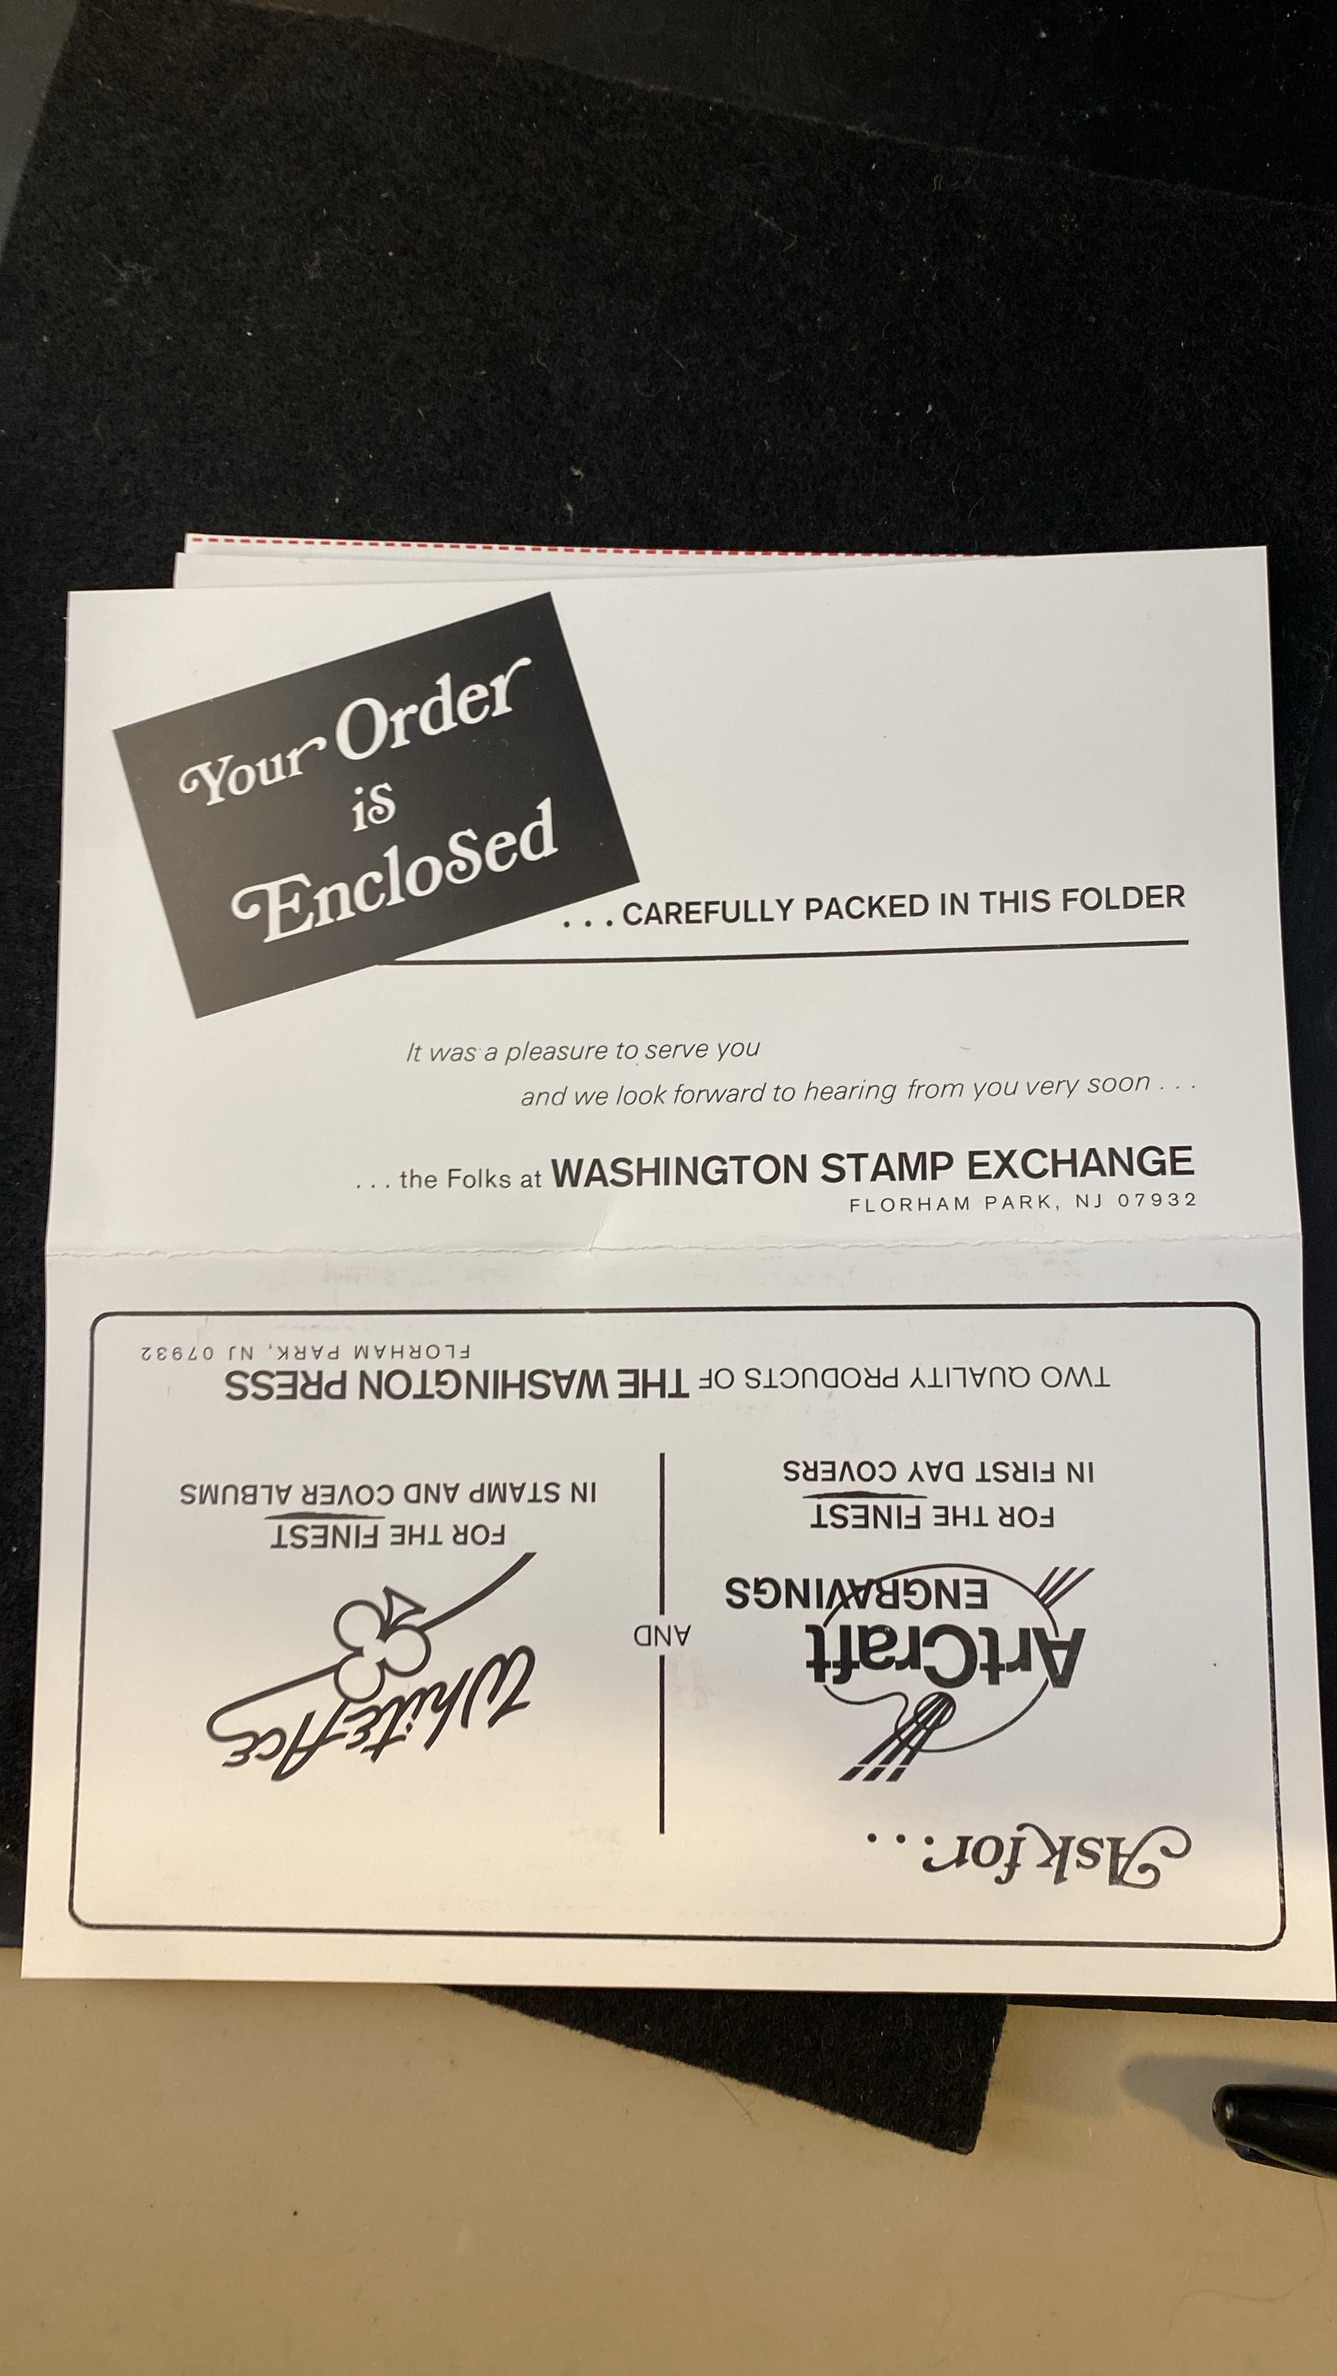 Your Order
is
Enclosed
...CAREFULLY PACKED IN THIS FOLDER
It was a pleasure to serve you
and we look forward to hearing from you very soon...
...the Folks at WASHINGTON STAMP EXCHANGE
FLORHAM PARK, NJ 07932
Ask for...
ArtCraft
ENGRAVINGS
FOR THE FINEST
IN FIRST DAY COVERS
AND
White Ace
FOR THE FINEST
IN STAMP AND COVER ALBUMS
TWO QUALITY PRODUCTS OF THE WASHINGTON PRESS
FLORHAM PARK, NJ 07932